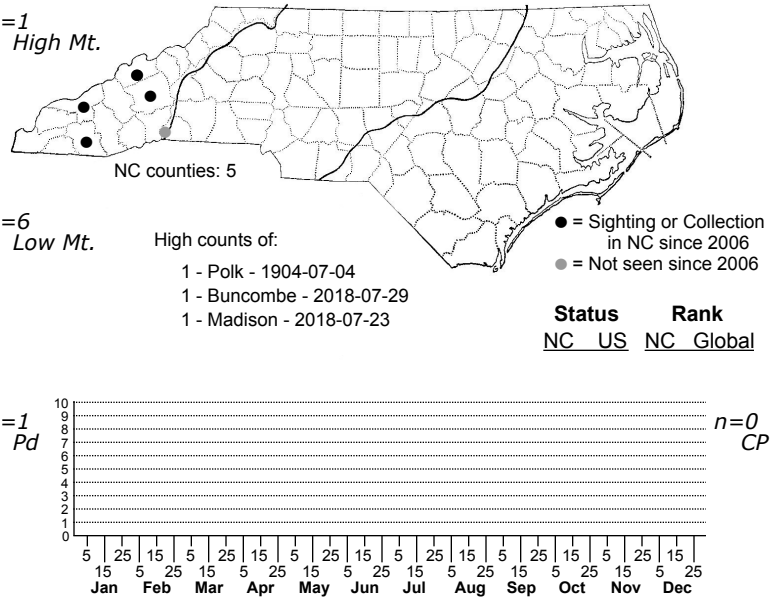 =1
High Mt.
NC counties: 5
=6
Low Mt.
High counts of:
1 - Polk - 1904-07-04
1 - Buncombe - 2018-07-29
1 - Madison - 2018-07-23
= Sighting or Collection
in NC since 2006
= Not seen since 2006
Status Rank
NC US NC Global
=1
Pd
n=0
CP
10
9
8
7
6
5
4
3
2
1
0
5 25 15 5 25 15 5 25 15 5 25 15 5 25 15 5 25 15
15 5 25 15 5 25 15 5 25 15 5 25 15 5 25 15 5 25
Jan Feb Mar Apr May Jun Jul Aug Sep Oct Nov Dec